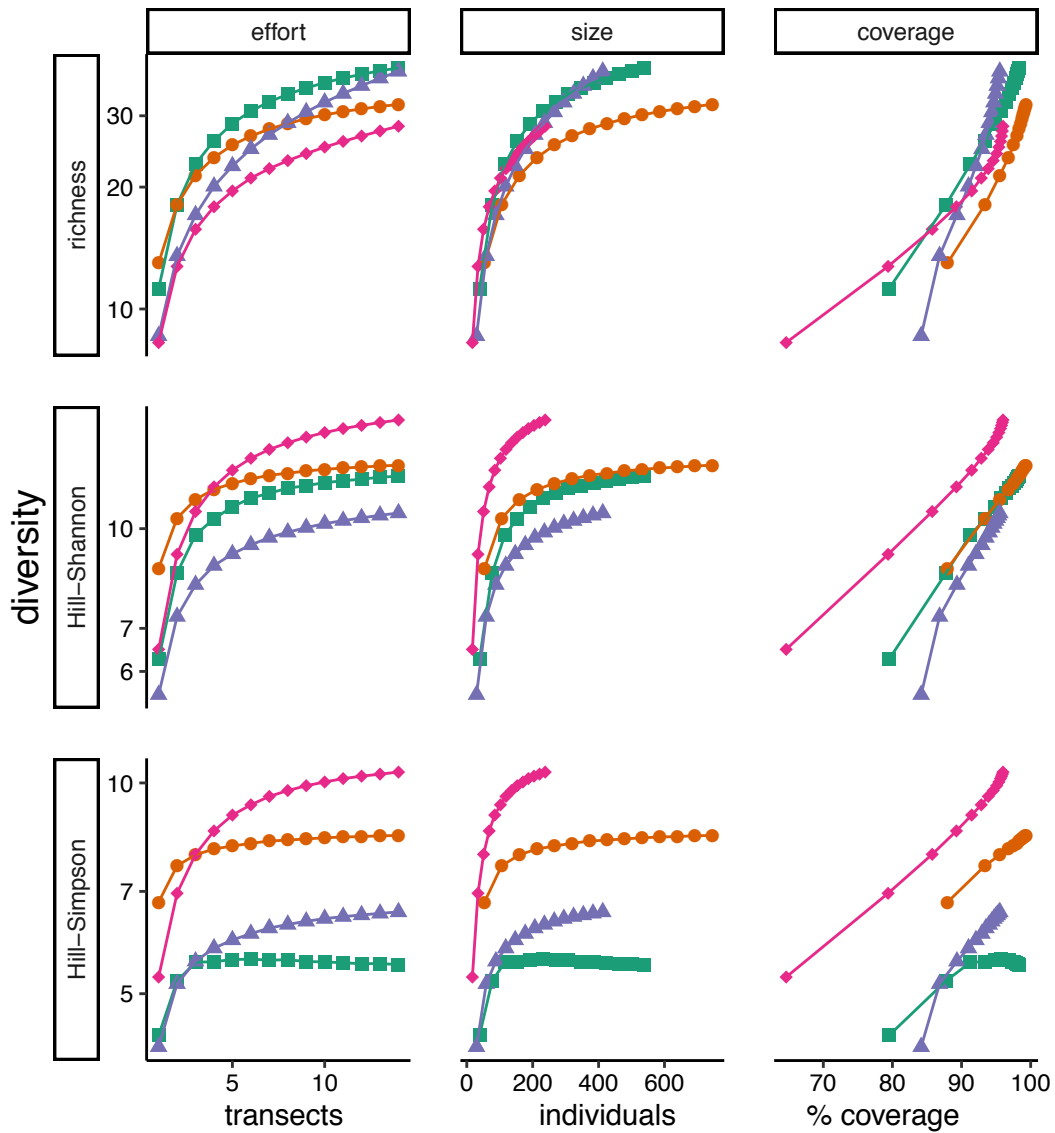 effort
size
coverage
richness
30
20
10
diversity
Hill−Shannon
10
7
6
Hill−Simpson
10
7
5
5
10
0
200
400
600
70
80
90
100
transects
individuals
% coverage